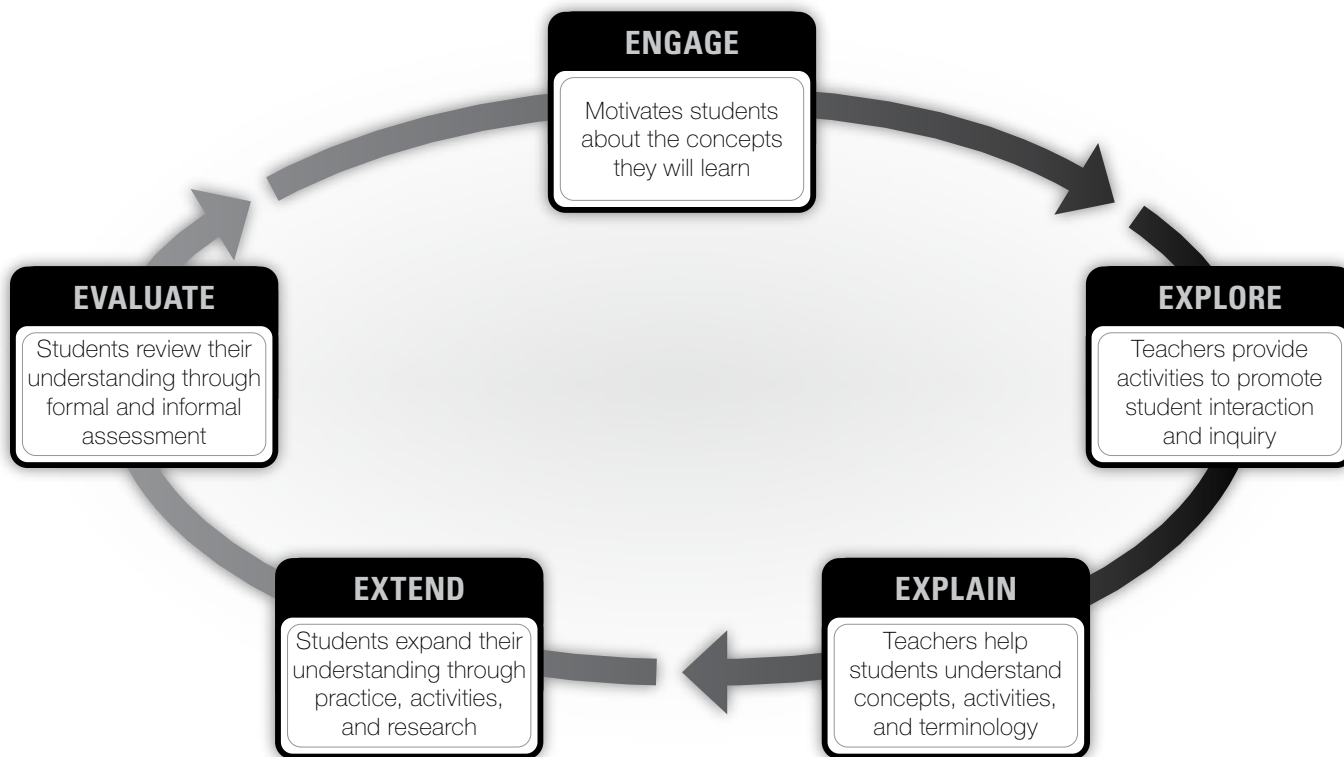 ENGAGE
Motivates students
about the concepts
they will learn
EXPLORE
Teachers provide
activities to promote
student interaction
and inquiry
EXPLAIN
Teachers help
students understand
concepts, activities,
and terminology
EXTEND
Students expand their
understanding through
practice, activities,
and research
EVALUATE
Students review their
understanding through
formal and informal
assessment